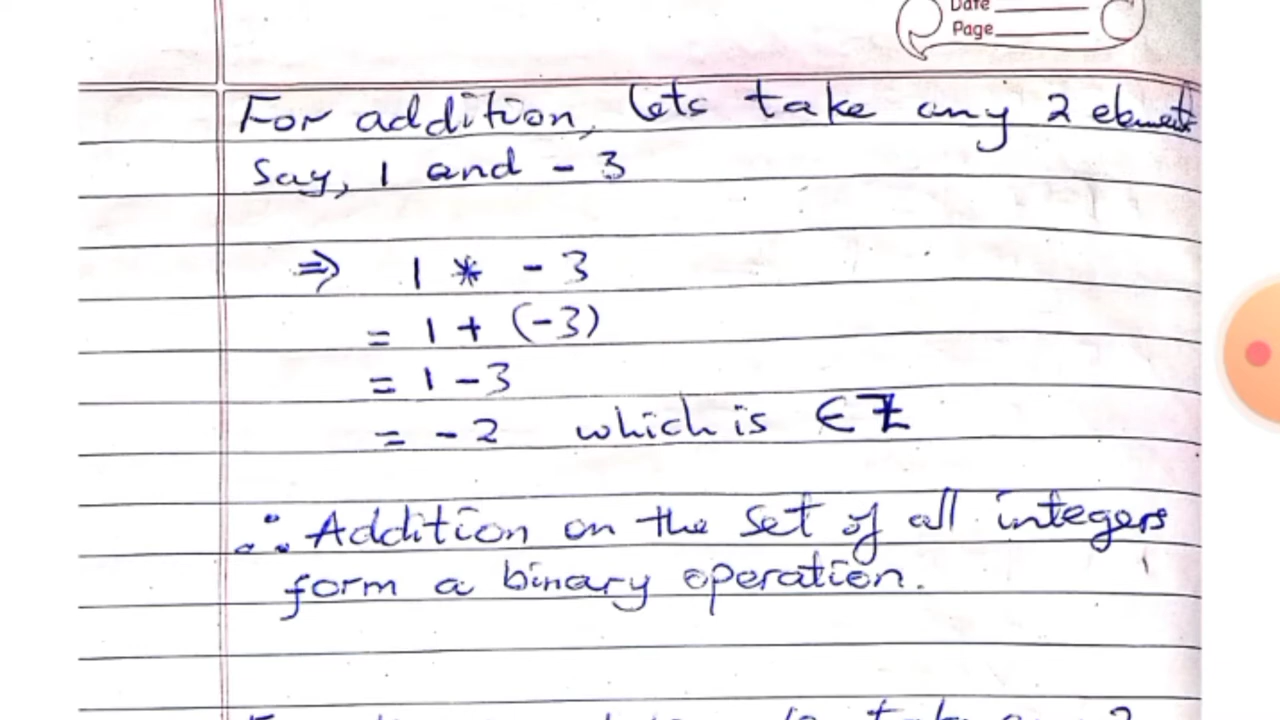 Date
Page
For addition, lets take any 2 elements
Say, 1 and - 3
⇒ 1 * - 3
= 1 + (-3)
= 1 - 3
= - 2 which is ∈ ℤ
∴ Addition on the set of all integers
form a binary operation.